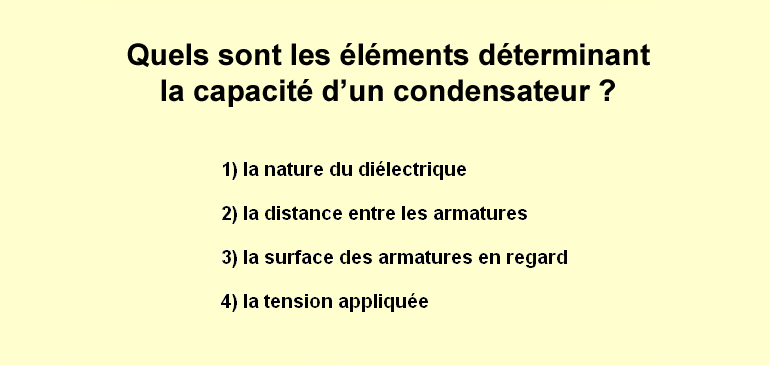 Quels sont les éléments déterminant
la capacité d’un condensateur ?
1) la nature du diélectrique
2) la distance entre les armatures
3) la surface des armatures en regard
4) la tension appliquée